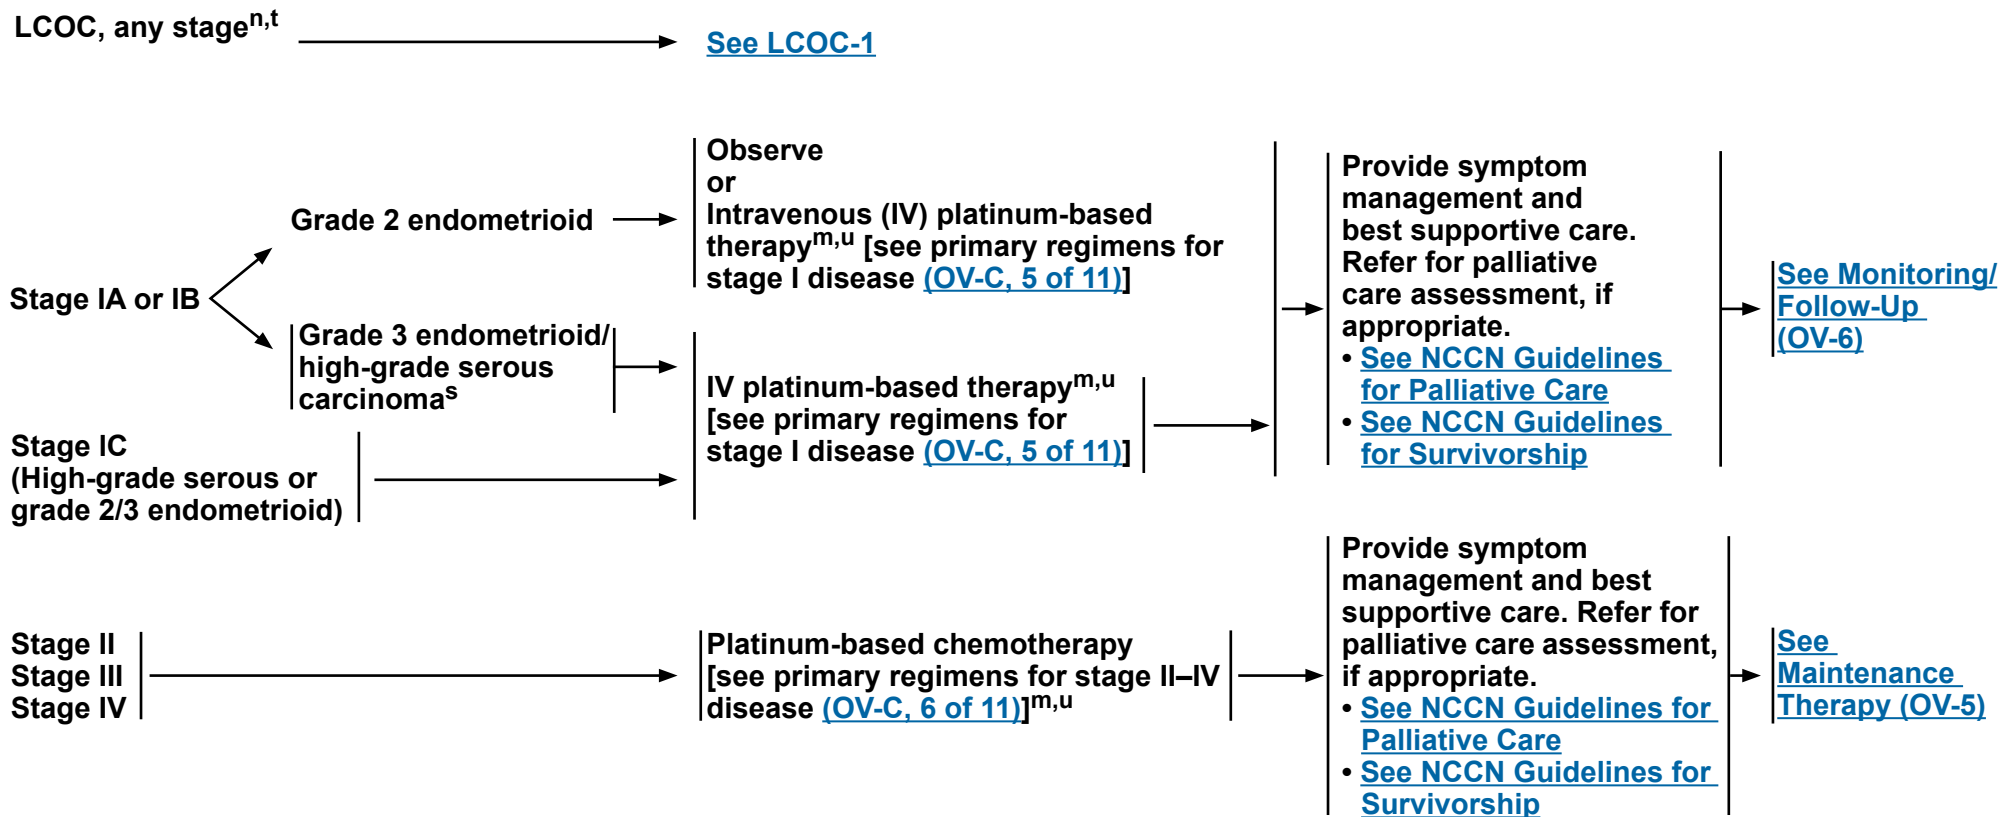 LCOC, any stage^n,t
See LCOC-1
Stage IA or IB
Grade 2 endometrioid
Observe
or
Intravenous (IV) platinum-based
therapy^m,u [see primary regimens for
stage I disease (OV-C, 5 of 11)]
Grade 3 endometrioid/
high-grade serous
carcinoma^s
Stage IC
(High-grade serous or
grade 2/3 endometrioid)
IV platinum-based therapy^m,u
[see primary regimens for
stage I disease (OV-C, 5 of 11)]
Provide symptom
management and
best supportive care.
Refer for palliative
care assessment, if
appropriate.
• See NCCN Guidelines
for Palliative Care
• See NCCN Guidelines
for Survivorship
See Monitoring/
Follow-Up
(OV-6)
Stage II
Stage III
Stage IV
Platinum-based chemotherapy
[see primary regimens for stage II–IV
disease (OV-C, 6 of 11)]^m,u
Provide symptom
management and best
supportive care. Refer for
palliative care assessment,
if appropriate.
• See NCCN Guidelines for
Palliative Care
• See NCCN Guidelines for
Survivorship
See
Maintenance
Therapy (OV-5)